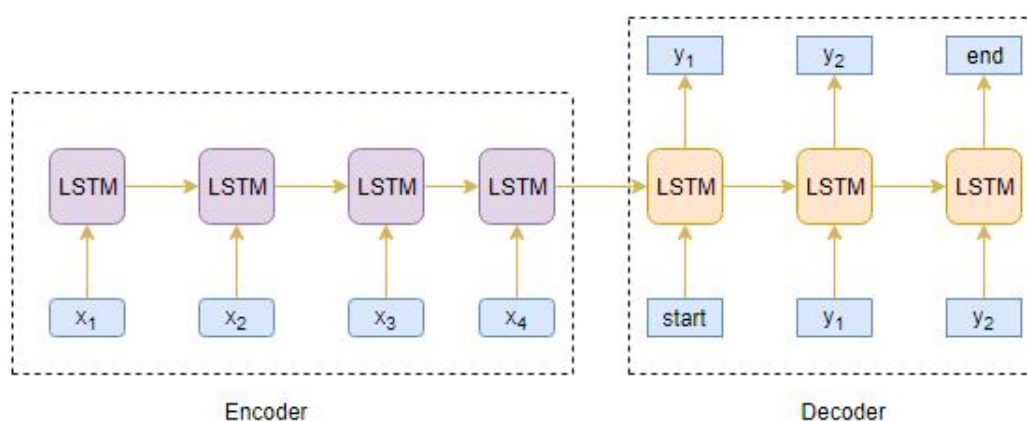 y₁ y₂ end
LSTM LSTM LSTM LSTM LSTM LSTM LSTM
x₁ x₂ x₃ x₄ start y₁ y₂
Encoder Decoder